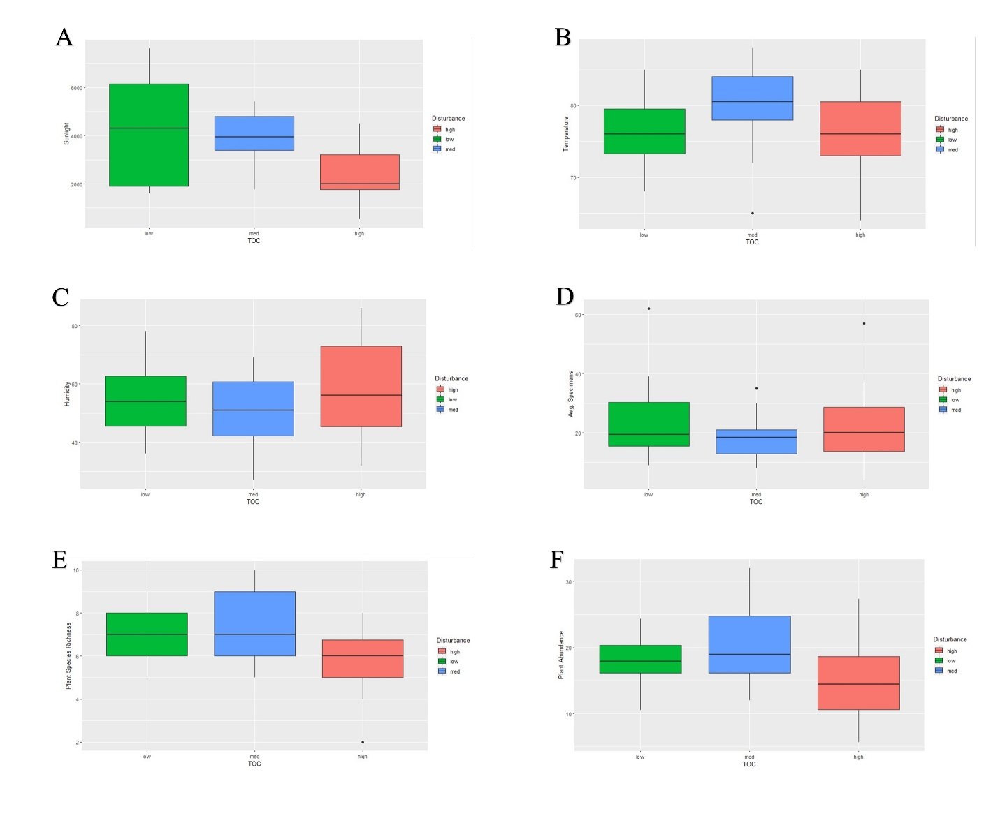 A
6000
4000
2000
Sunlight
low med high
TOC
Disturbance
high
low
med
B
80
70
Temperature
low med high
TOC
Disturbance
high
low
med
C
80
60
40
Humidity
low med high
TOC
Disturbance
high
low
med
D
60
40
20
Avg. Specimens
low med high
TOC
Disturbance
high
low
med
E
10
8
6
4
2
Plant Species Richness
low med high
TOC
Disturbance
high
low
med
F
30
20
10
Plant Abundance
low med high
TOC
Disturbance
high
low
med